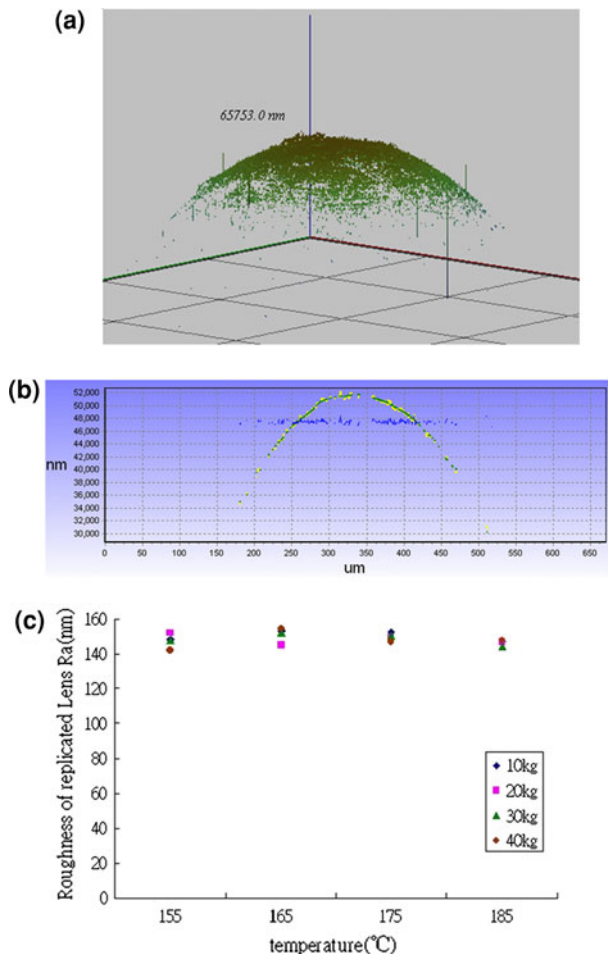 (a)
65753.0 nm
(b)
52,000
50,000
48,000
46,000
44,000
42,000
40,000
38,000
36,000
34,000
32,000
30,000
nm
0 50 100 150 200 250 300 350 400 450 500 550 600 650
um
(c)
Roughness of replicated Lens Ra(nm)
160
140
120
100
80
60
40
20
0
10kg
20kg
30kg
40kg
155 165 175 185
temperature(°C)